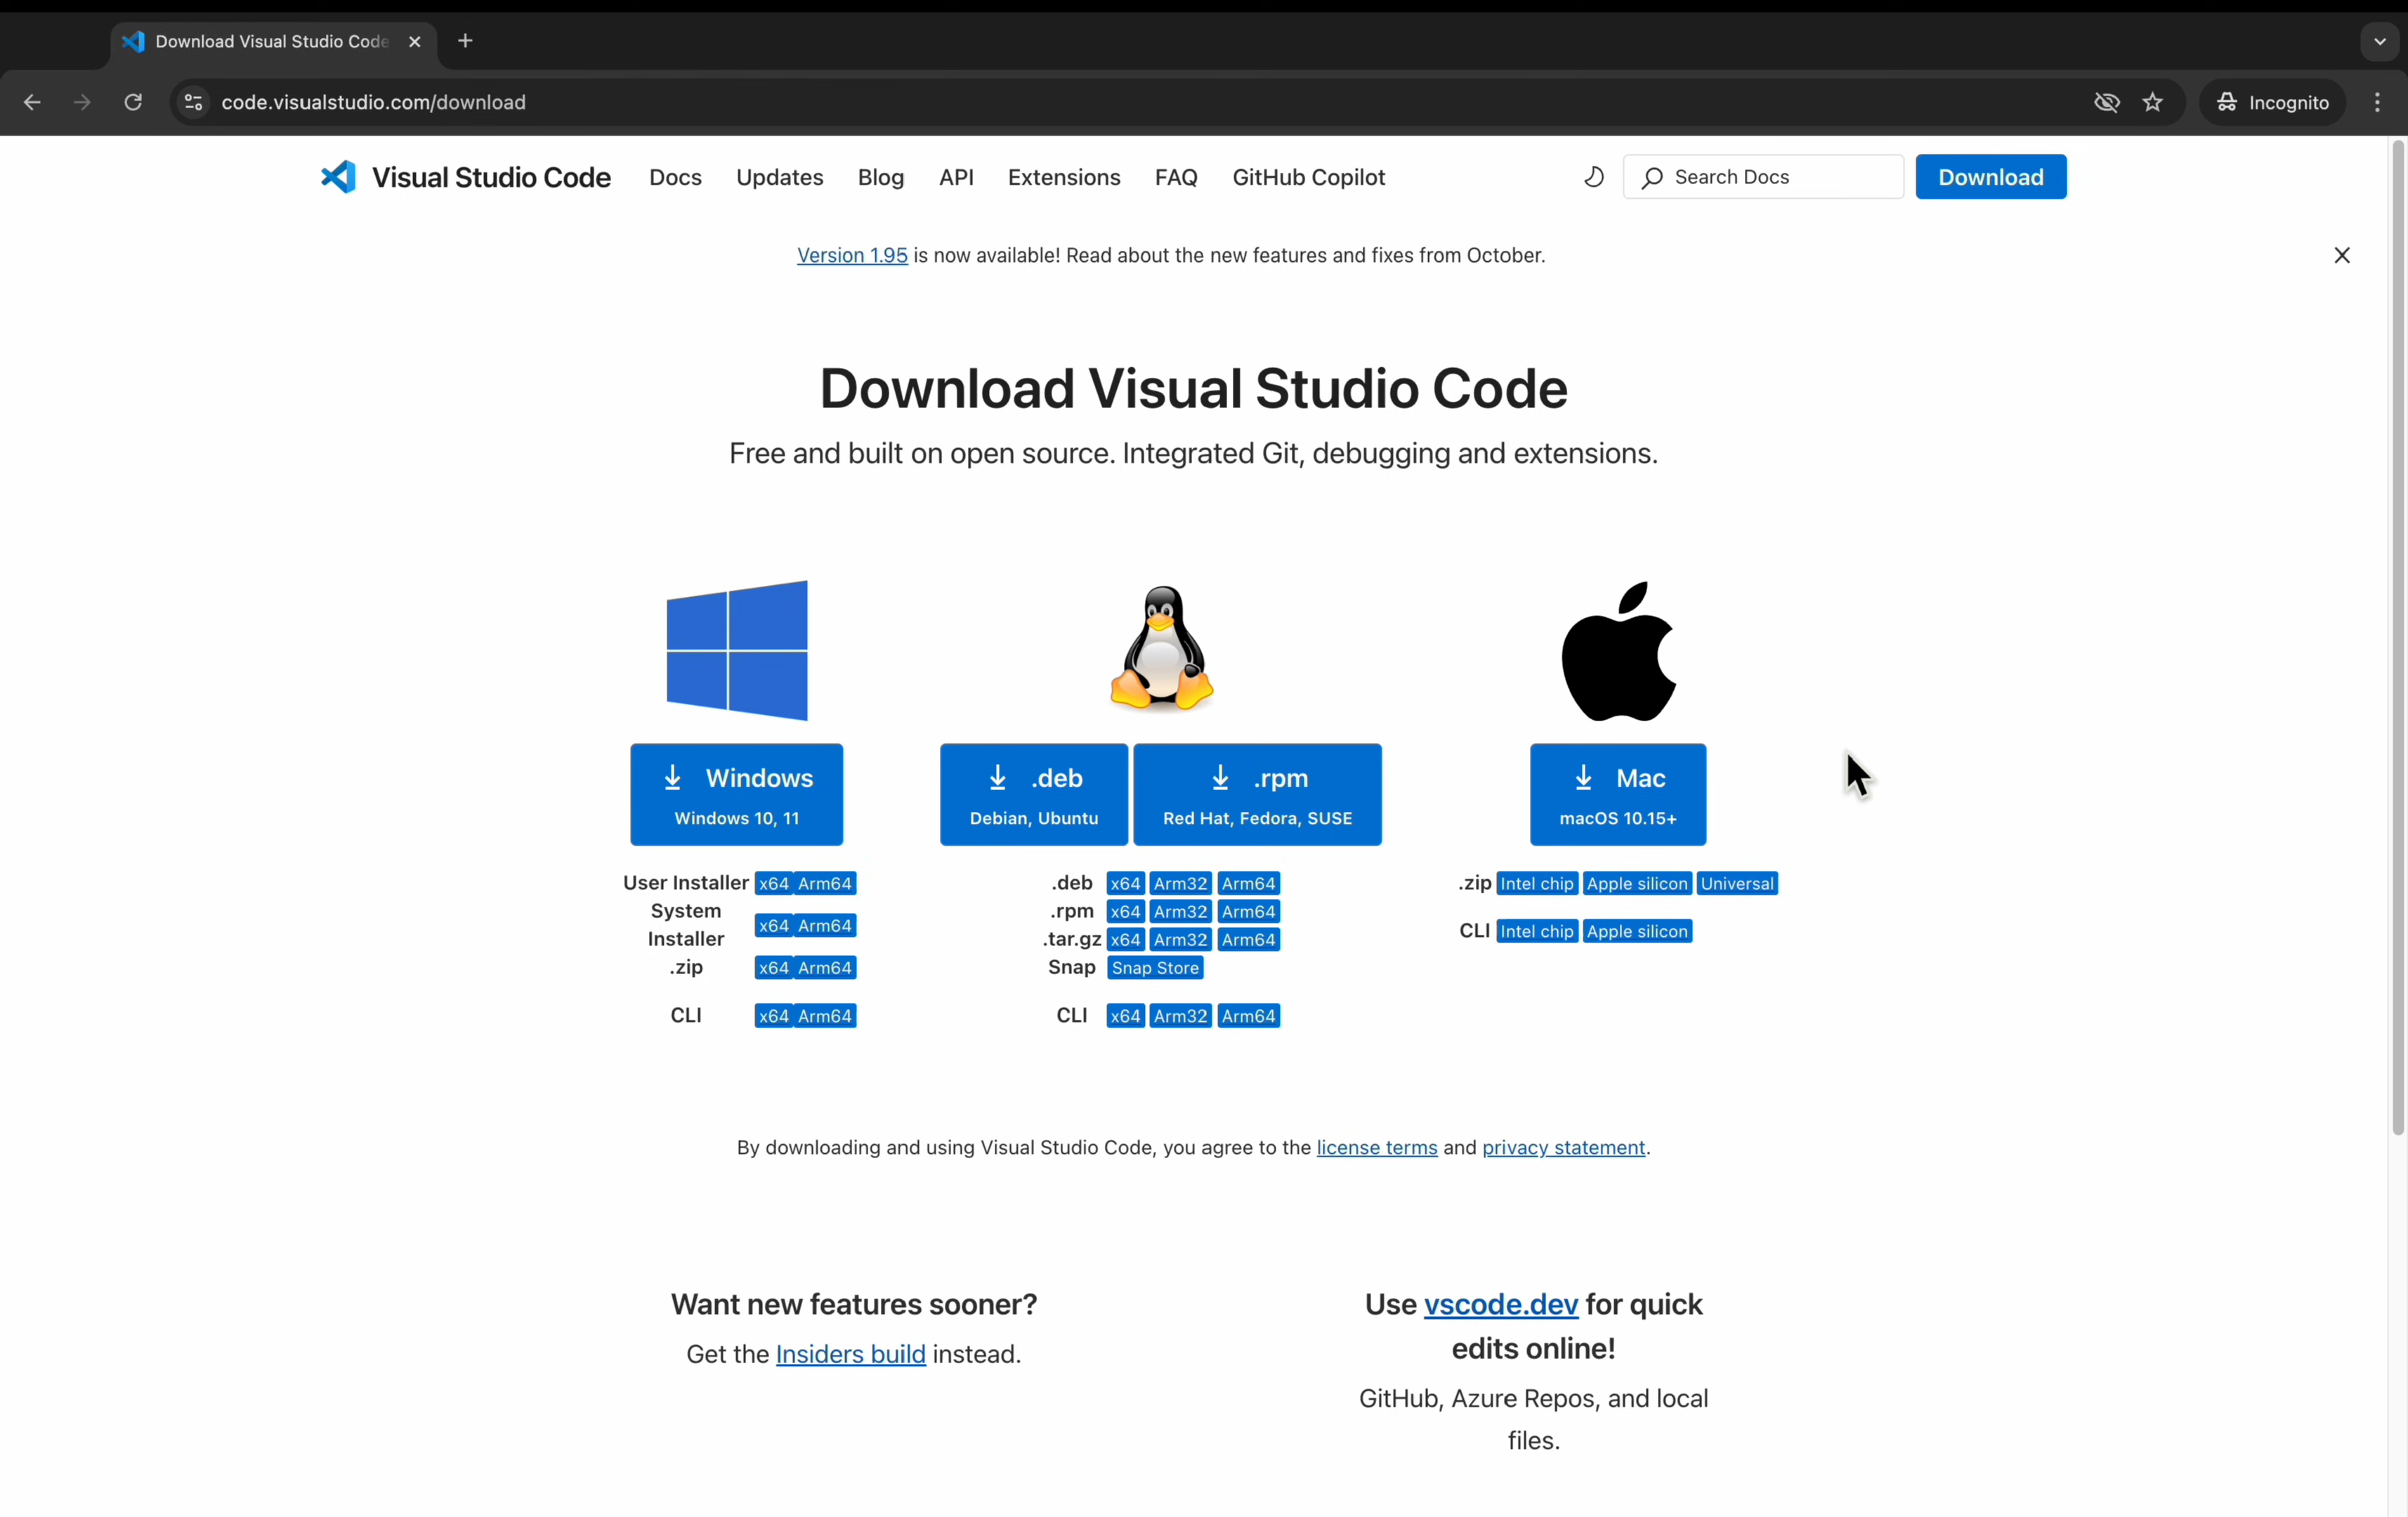 Download Visual Studio Code
code.visualstudio.com/download
Incognito
Visual Studio Code
Docs
Updates
Blog
API
Extensions
FAQ
GitHub Copilot
Search Docs
Download
Version 1.95 is now available! Read about the new features and fixes from October.
Download Visual Studio Code
Free and built on open source. Integrated Git, debugging and extensions.
Windows
Windows 10, 11
User Installer x64 Arm64
System
Installer
x64 Arm64
.zip x64 Arm64
CLI x64 Arm64
.deb
Debian, Ubuntu
.rpm
Red Hat, Fedora, SUSE
.deb x64 Arm32 Arm64
.rpm x64 Arm32 Arm64
.tar.gz x64 Arm32 Arm64
Snap Snap Store
CLI x64 Arm32 Arm64
Mac
macOS 10.15+
.zip Intel chip Apple silicon Universal
CLI Intel chip Apple silicon
By downloading and using Visual Studio Code, you agree to the license terms and privacy statement.
Want new features sooner?
Get the Insiders build instead.
Use vscode.dev for quick
edits online!
GitHub, Azure Repos, and local
files.